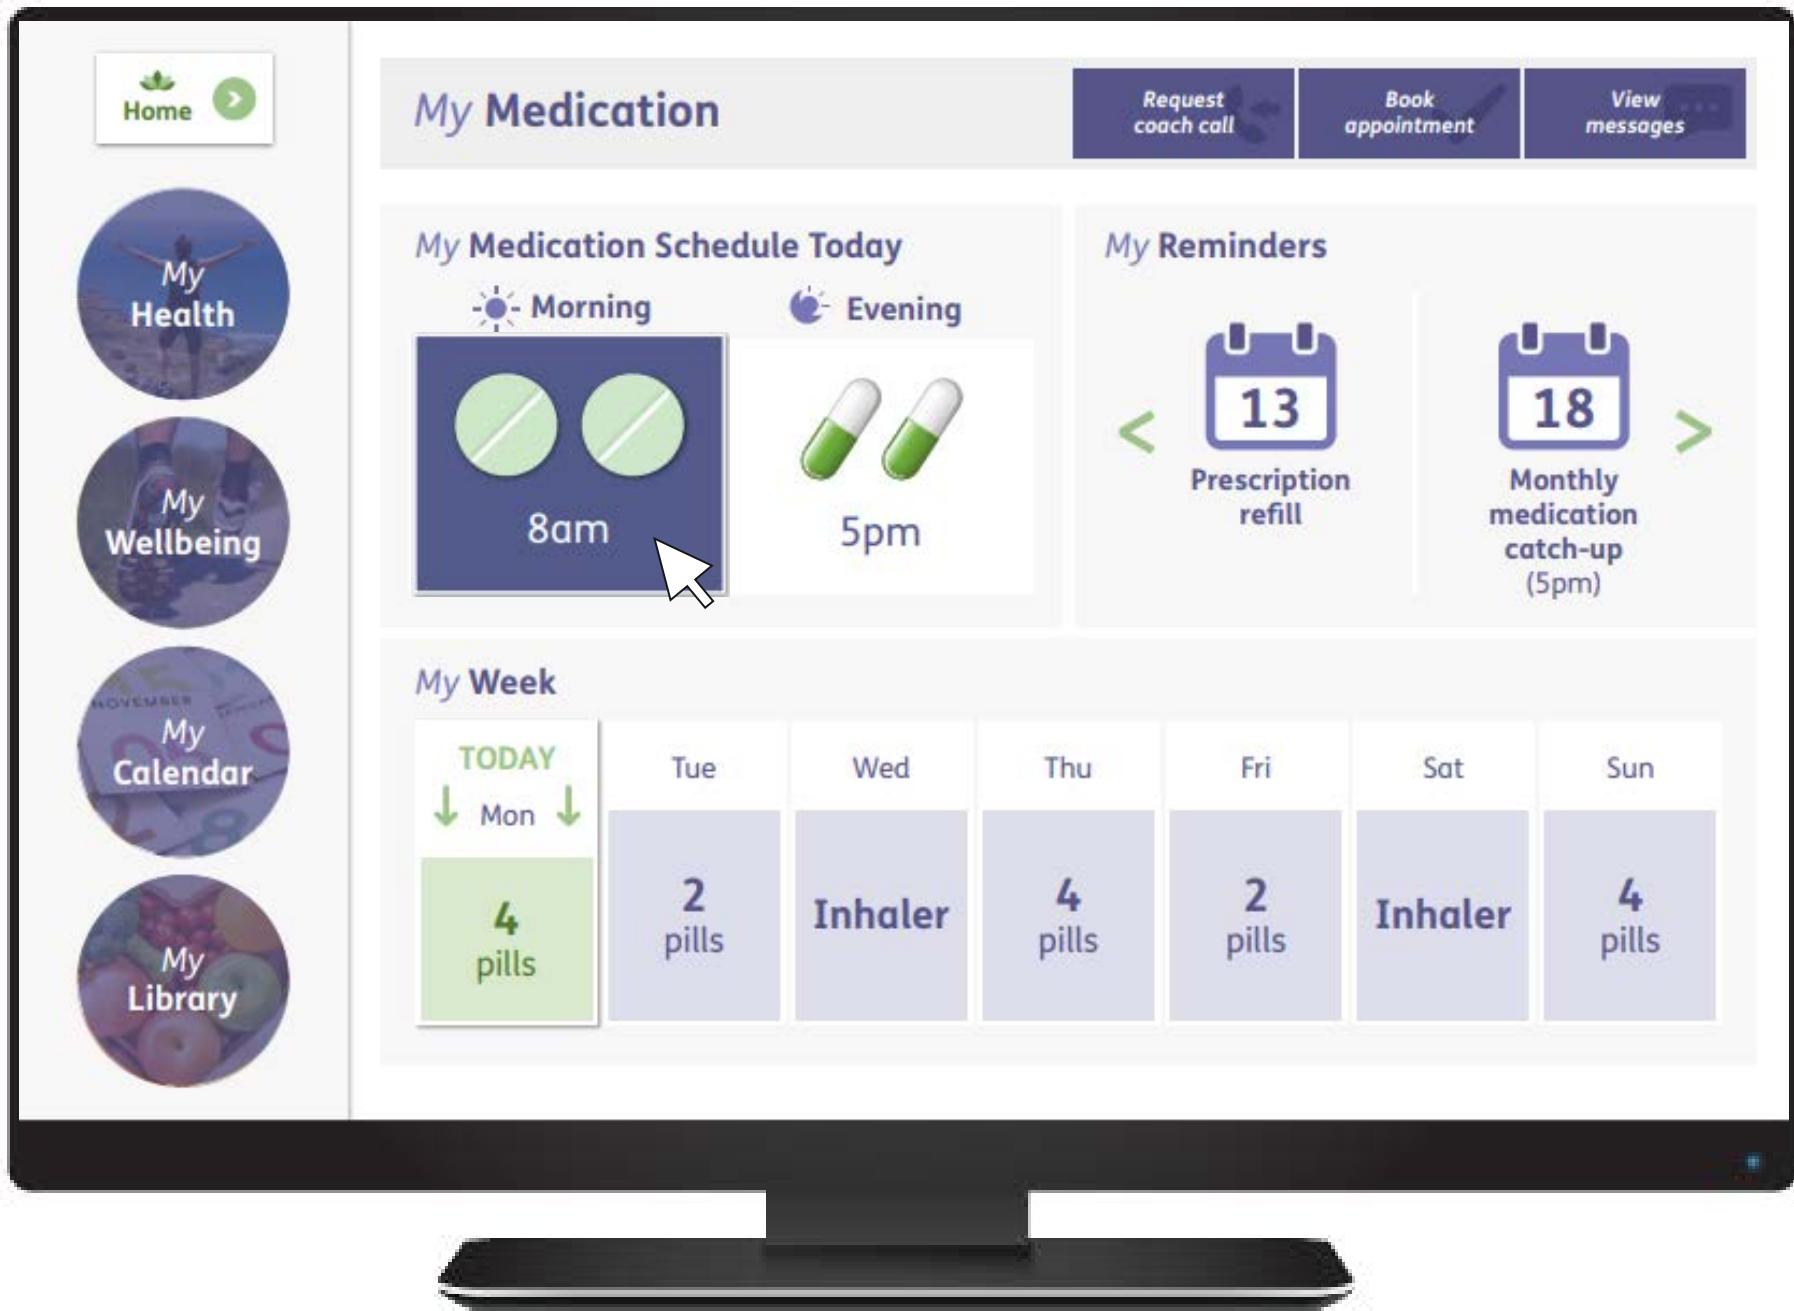 Home
My
Health
My
Wellbeing
NOVEMBER
My
Calendar
My
Library
My Medication
Request
coach call
Book
appointment
View
messages
My Medication Schedule Today
Morning
Evening
8am
5pm
My Reminders
<
13
Prescription
refill
18
Monthly
medication
catch-up
(5pm)
>
My Week
TODAY
Mon
4
pills
Tue
2
pills
Wed
Inhaler
Thu
4
pills
Fri
2
pills
Sat
Inhaler
Sun
4
pills